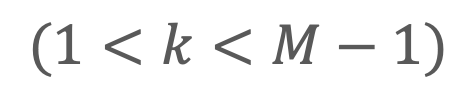 (1 < 𝑘 < 𝑀 − 1)